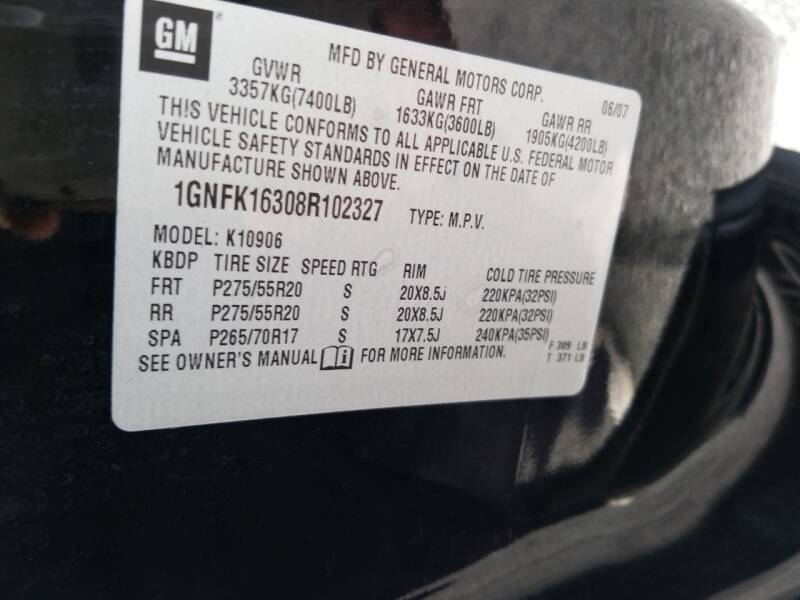 GM®
MFD BY GENERAL MOTORS CORP. 06/07
GVWR GAWR FRT GAWR RR
3357KG(7400LB) 1633KG(3600LB) 1905KG(4200LB)
THIS VEHICLE CONFORMS TO ALL APPLICABLE U.S. FEDERAL MOTOR
VEHICLE SAFETY STANDARDS IN EFFECT ON THE DATE OF
MANUFACTURE SHOWN ABOVE.
1GNFK16308R102327 TYPE: M.P.V.
MODEL: K10906
KBDP TIRE SIZE SPEED RTG RIM COLD TIRE PRESSURE
FRT P275/55R20 S 20X8.5J 220KPA(32PSI)
RR P275/55R20 S 20X8.5J 220KPA(32PSI)
SPA P265/70R17 S 17X7.5J 240KPA(35PSI)
SEE OWNER'S MANUAL i FOR MORE INFORMATION.
F 389 LB
T 371 LB